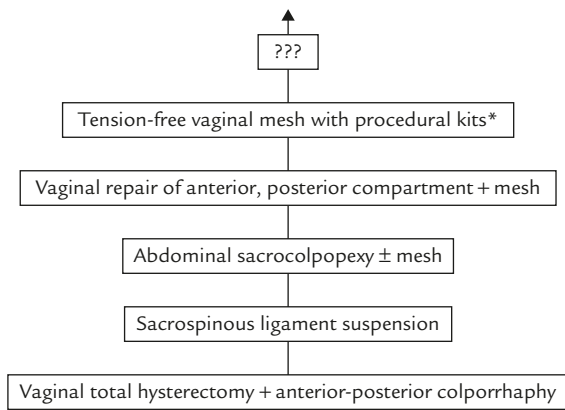 ???
Tension-free vaginal mesh with procedural kits*
Vaginal repair of anterior, posterior compartment + mesh
Abdominal sacrocolpopexy ± mesh
Sacrospinous ligament suspension
Vaginal total hysterectomy + anterior-posterior colporrhaphy